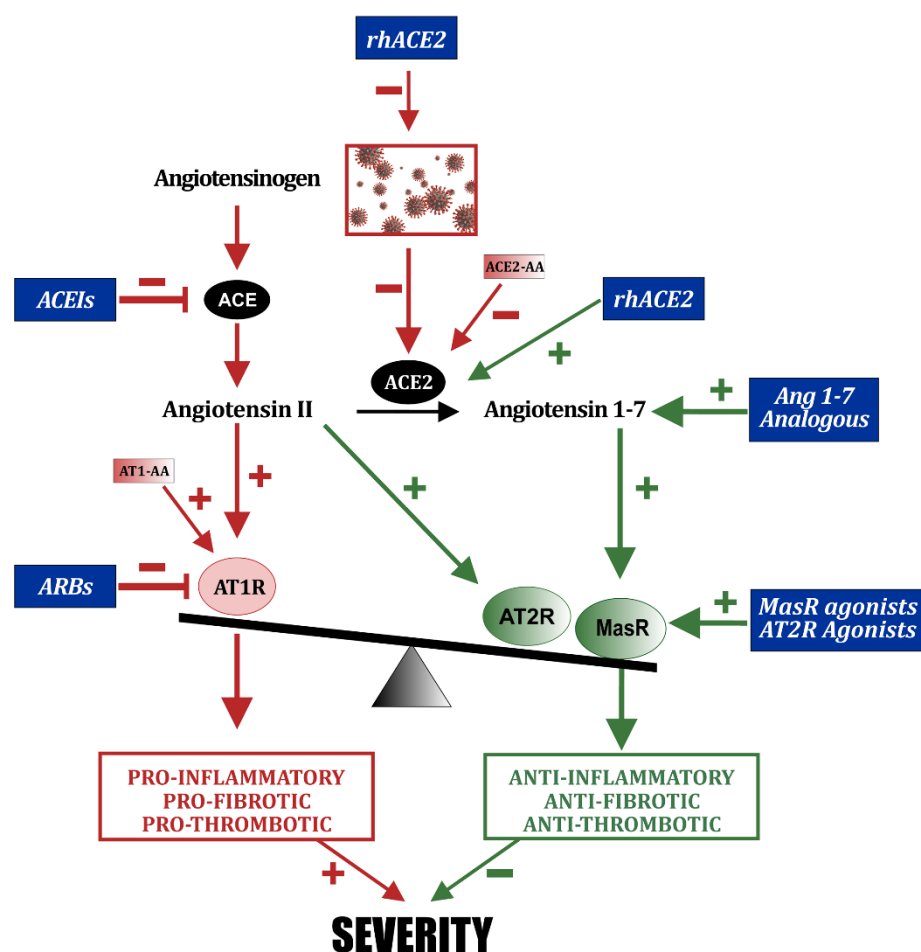 rhACE2
−
Angiotensinogen
ACE2-AA
−
ACEIs
−
ACE
−
−
rhACE2
+
ACE2
Angiotensin II
Angiotensin 1-7
+
Ang 1-7
Analogous
AT1-AA
+
+
+
+
ARBs
−
AT1R
AT2R
MasR
+
MasR agonists
AT2R Agonists
PRO-INFLAMMATORY
PRO-FIBROTIC
PRO-THROMBOTIC
ANTI-INFLAMMATORY
ANTI-FIBROTIC
ANTI-THROMBOTIC
+
−
SEVERITY